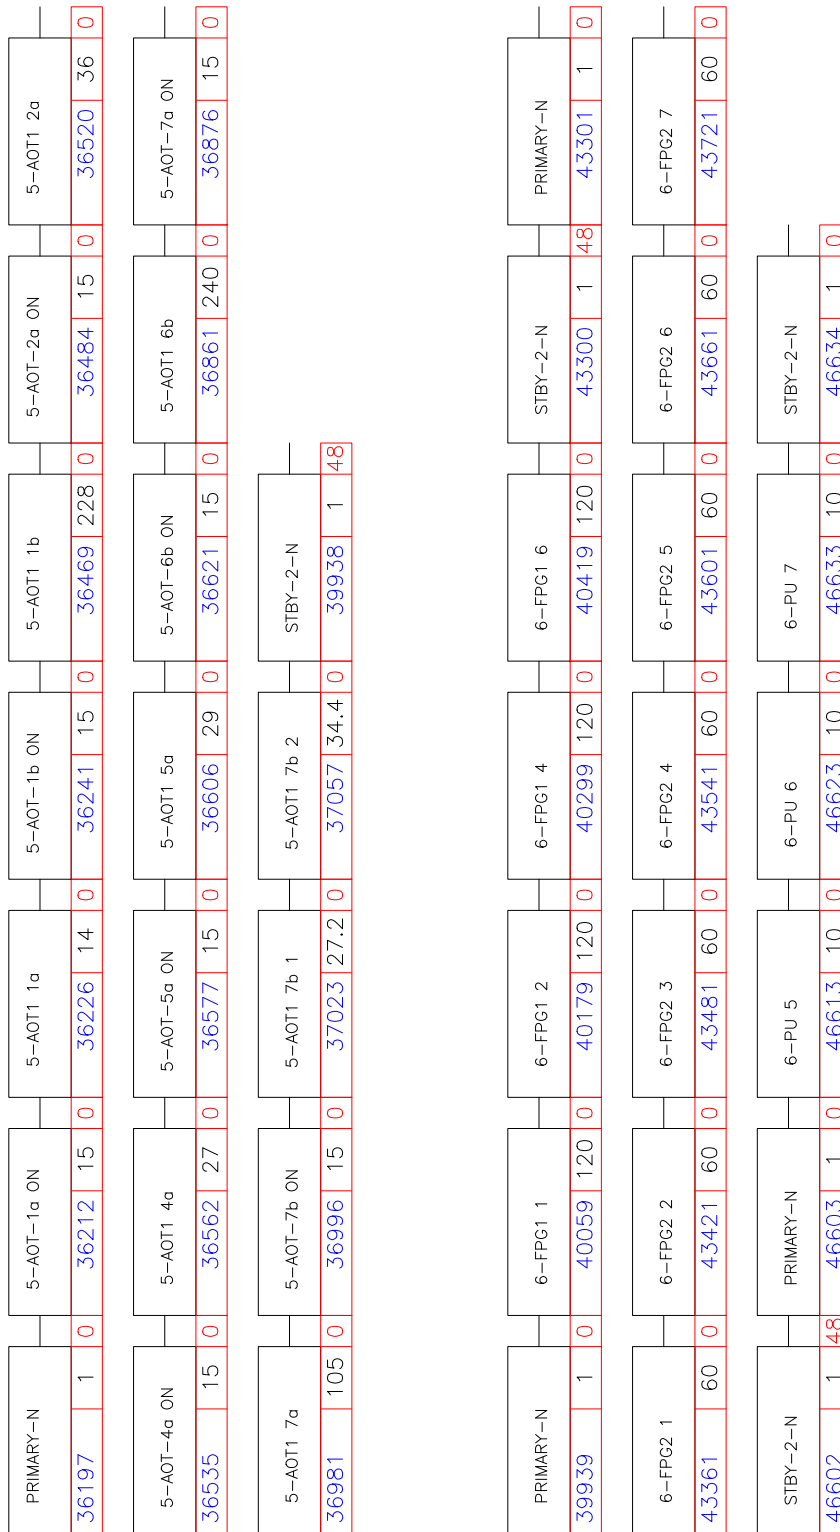 PRIMARY-N 5-AOT-1a ON 5-AOT1 1a 5-AOT-1b ON 5-AOT1 1b 5-AOT-2a ON 5-AOT1 2a
36197 1 0 36212 15 0 36226 14 0 36241 15 0 36469 228 0 36484 15 0 36520 36 0
5-AOT-4a ON 5-AOT1 4a 5-AOT-5a ON 5-AOT1 5a 5-AOT-6b ON 5-AOT1 6b 5-AOT-7a ON
36535 15 0 36562 27 0 36577 15 0 36606 29 0 36621 15 0 36861 240 0 36876 15 0
5-AOT1 7a 5-AOT-7b ON 5-AOT1 7b 1 5-AOT1 7b 2 STBY-2-N
36981 105 0 36996 15 0 37023 27.2 0 37057 34.4 0 39938 1 48
PRIMARY-N 6-FPG1 1 6-FPG1 2 6-FPG1 4 6-FPG1 6 STBY-2-N PRIMARY-N
39939 1 0 40059 120 0 40179 120 0 40299 120 0 40419 120 0 43300 1 48 43301 1 0
6-FPG2 1 6-FPG2 2 6-FPG2 3 6-FPG2 4 6-FPG2 5 6-FPG2 6 6-FPG2 7
43361 60 0 43421 60 0 43481 60 0 43541 60 0 43601 60 0 43661 60 0 43721 60 0
STBY-2-N PRIMARY-N 6-PU 5 6-PU 6 6-PU 7 STBY-2-N
46602 1 48 46603 1 0 46613 10 0 46623 10 0 46633 10 0 46634 1 0